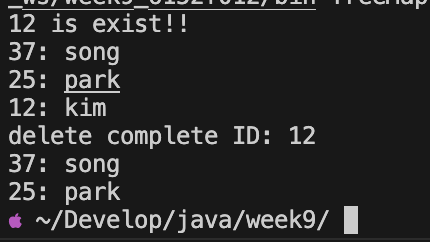 12 is exist!!
37: song
25: park
12: kim
delete complete ID: 12
37: song
25: park
~/Develop/java/week9/